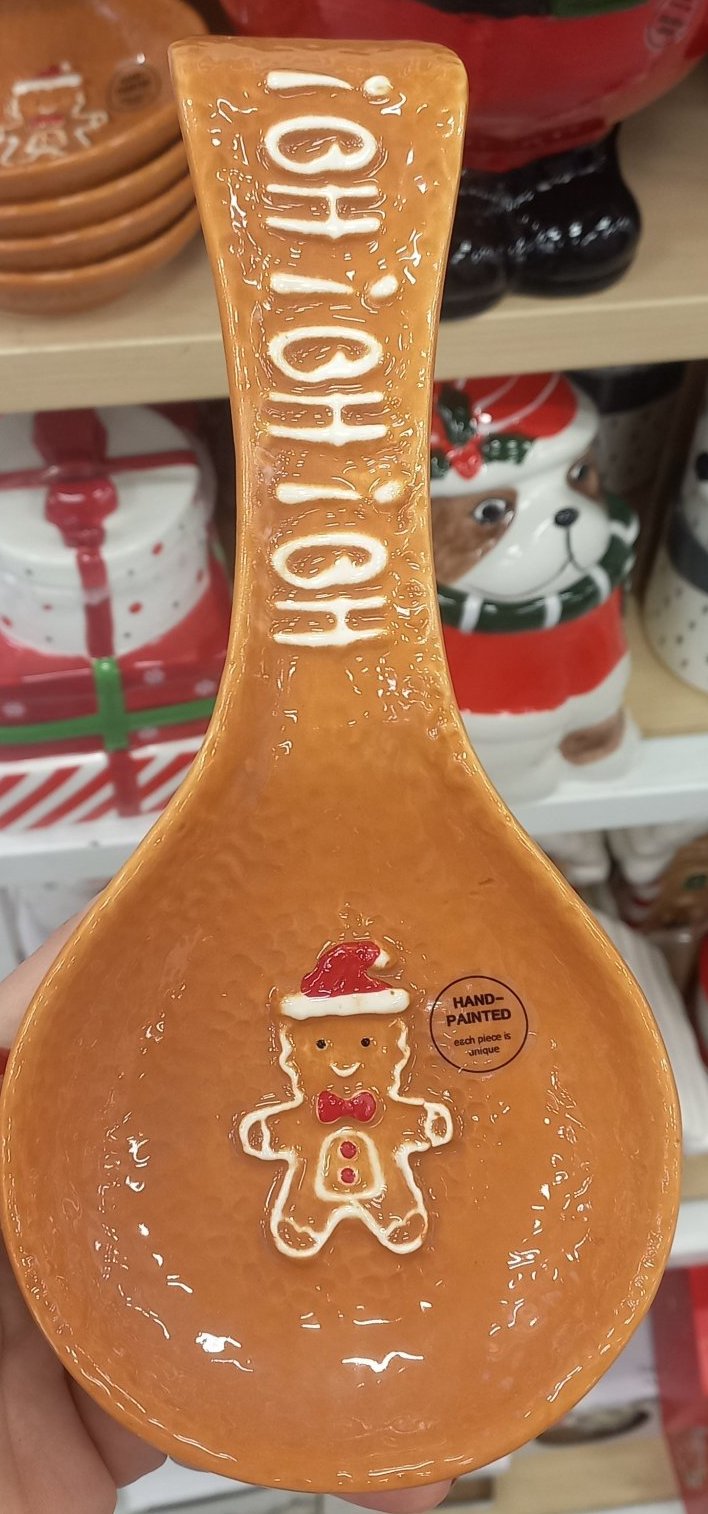 HO! HO! HO!
HAND-
PAINTED
each piece is
unique